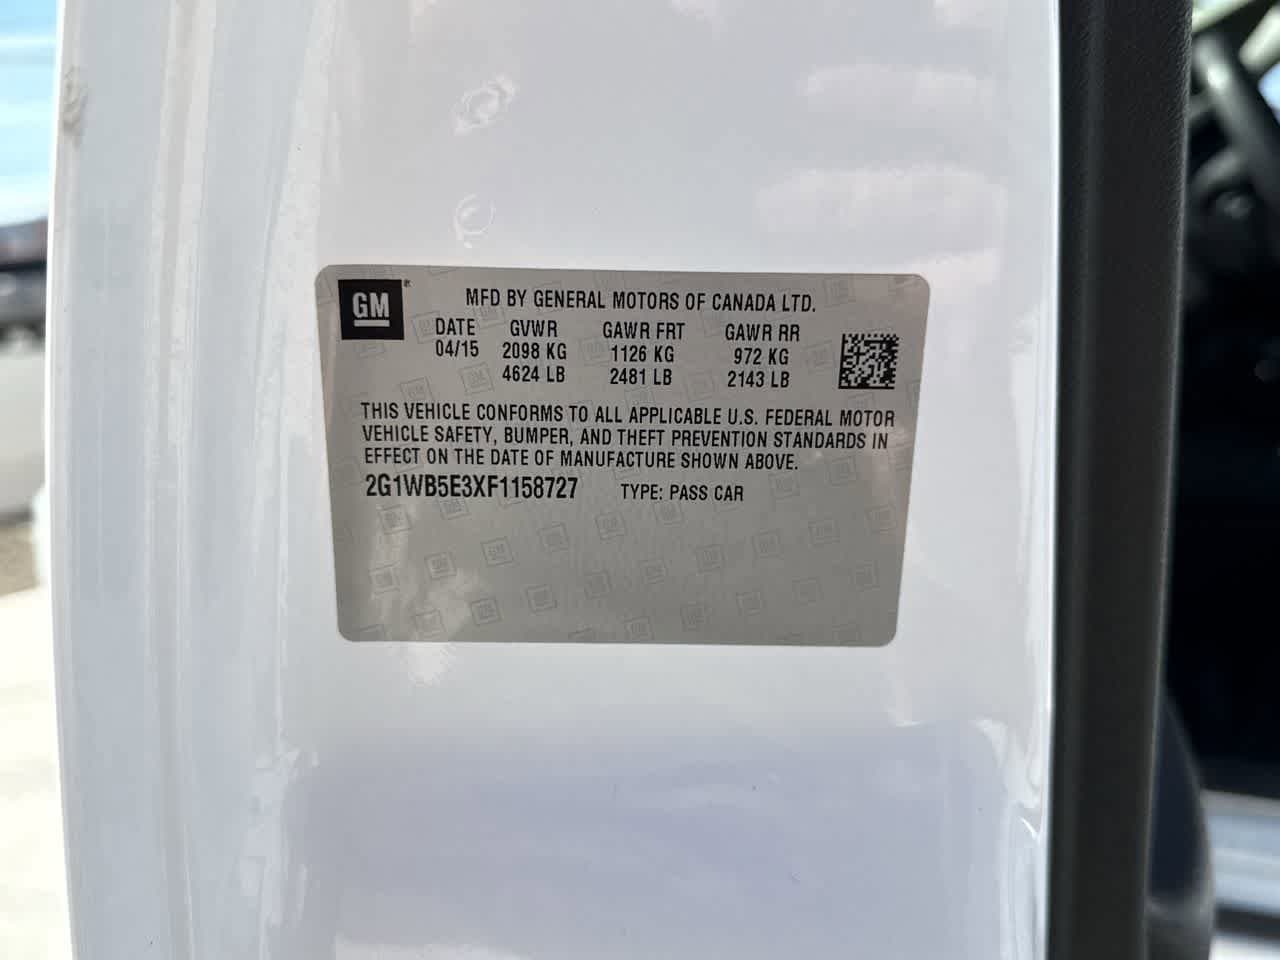 GM
MFD BY GENERAL MOTORS OF CANADA LTD.
DATE GVWR GAWR FRT GAWR RR
04/15 2098 KG 1126 KG 972 KG
4624 LB 2481 LB 2143 LB
THIS VEHICLE CONFORMS TO ALL APPLICABLE U.S. FEDERAL MOTOR
VEHICLE SAFETY, BUMPER, AND THEFT PREVENTION STANDARDS IN
EFFECT ON THE DATE OF MANUFACTURE SHOWN ABOVE.
2G1WB5E3XF1158727 TYPE: PASS CAR